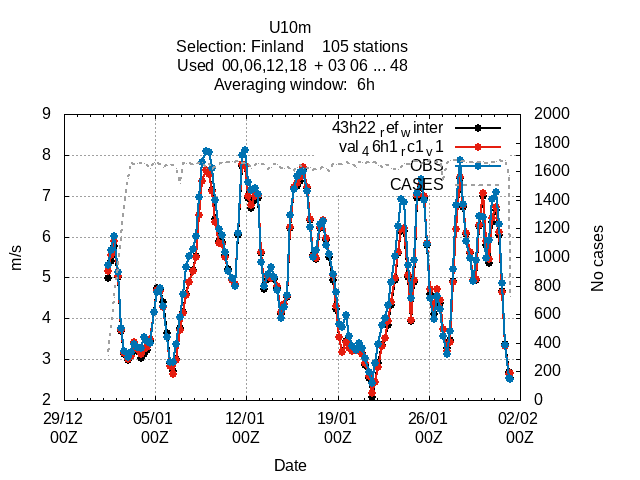 U10m
Selection: Finland 105 stations
Used 00,06,12,18 + 03 06 ... 48
Averaging window: 6h
9
8
7
6
5
4
3
2
m/s
2000
1800
1600
1400
1200
1000
800
600
400
200
0
No cases
43h22 refwinter
val46h1rc1v1
OBS
CASES
29/12 05/01 12/01 19/01 26/01 02/02
00Z 00Z 00Z 00Z 00Z 00Z
Date